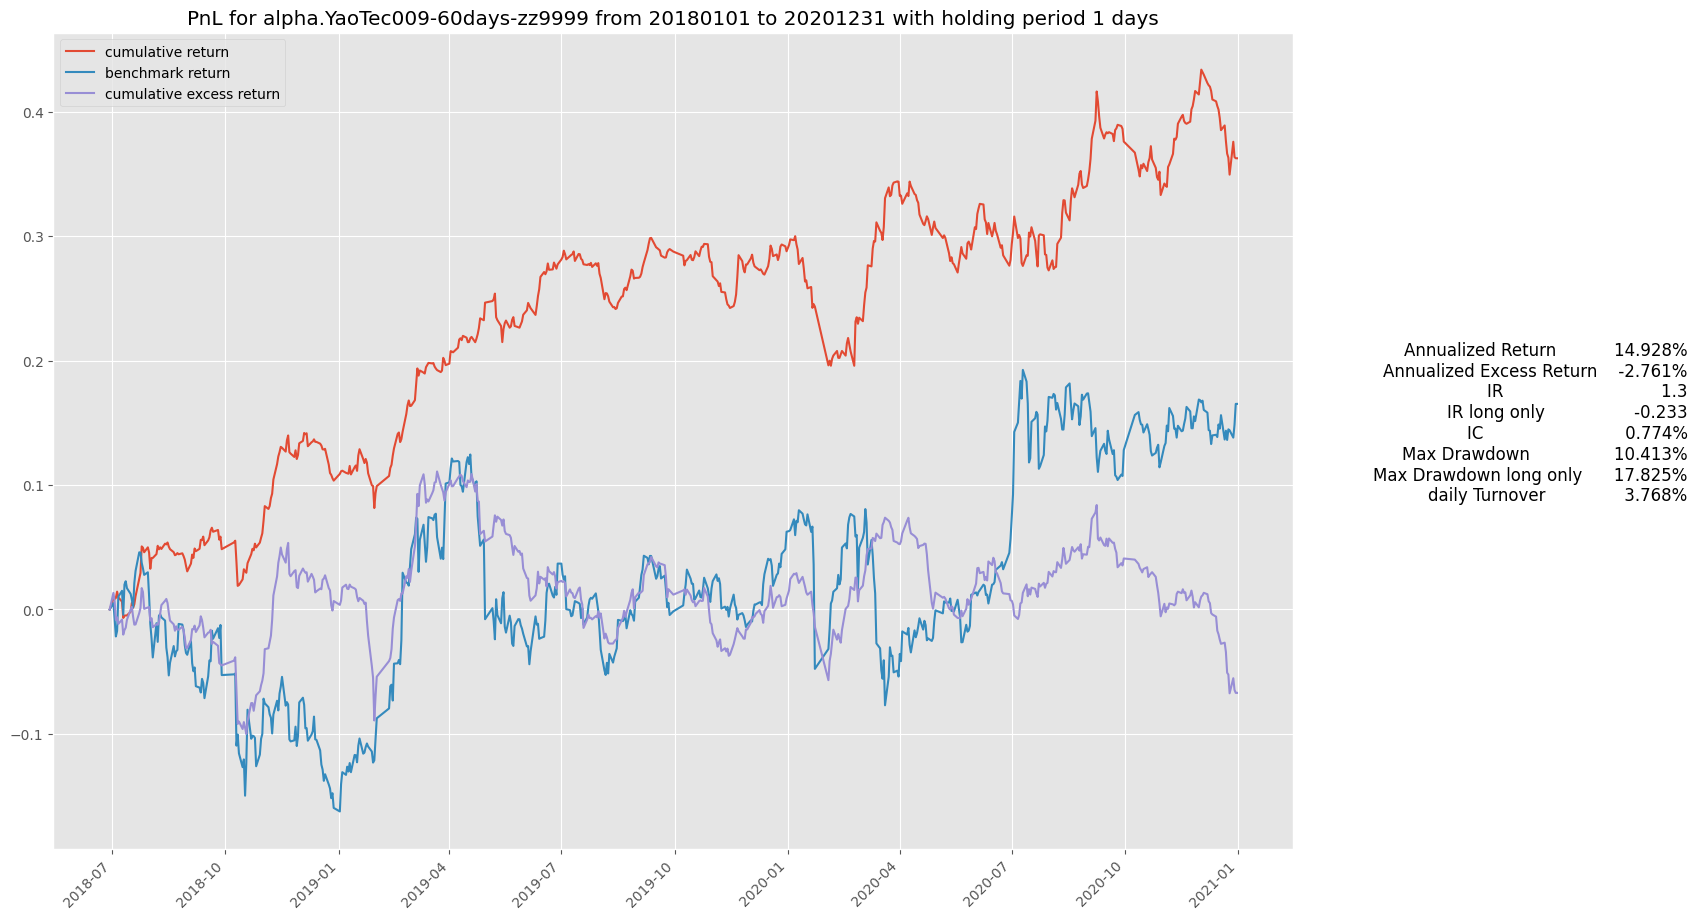 PnL for alpha.YaoTec009-60days-zz9999 from 20180101 to 20201231 with holding period 1 days
cumulative return
benchmark return
cumulative excess return
0.4
0.3
0.2
0.1
0.0
−0.1
2018-07
2018-10
2019-01
2019-04
2019-07
2019-10
2020-01
2020-04
2020-07
2020-10
2021-01
Annualized Return 14.928%
Annualized Excess Return -2.761%
IR 1.3
IR long only -0.233
IC 0.774%
Max Drawdown 10.413%
Max Drawdown long only 17.825%
daily Turnover 3.768%